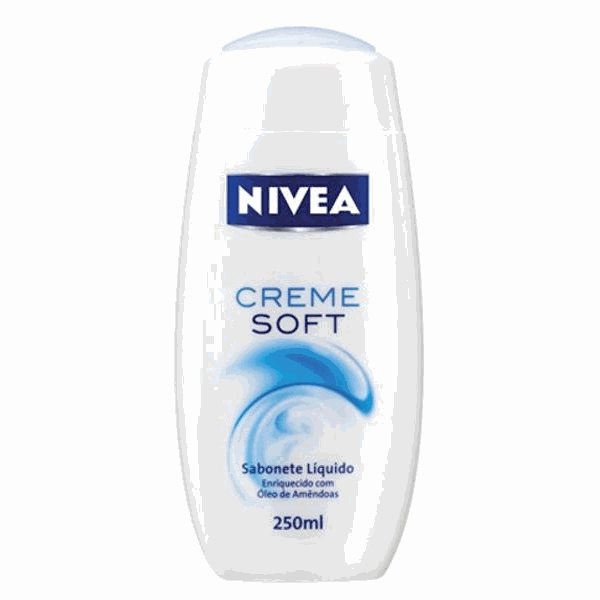 NIVEA
CREME
SOFT
Sabonete Líquido
Enriquecido com
Óleo de Amêndoas
250ml